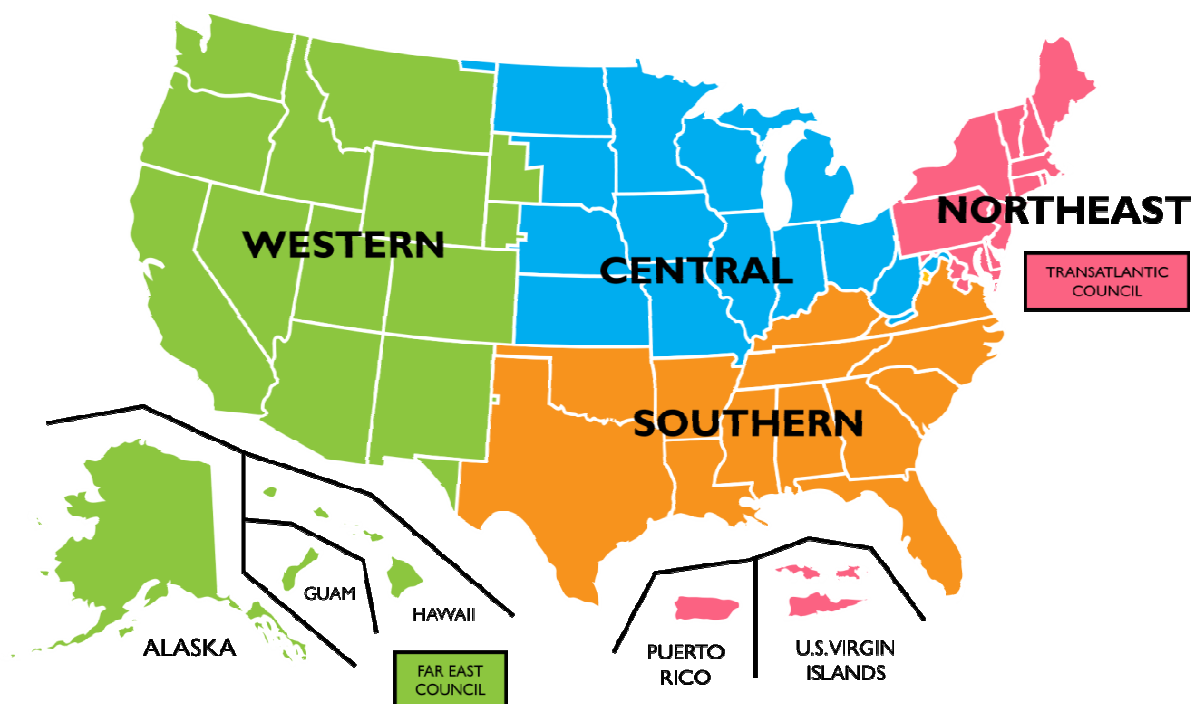 WESTERN
NORTHEAST
TRANSATLANTIC
COUNCIL
CENTRAL
SOUTHERN
GUAM
HAWAII
ALASKA
FAR EAST
COUNCIL
PUERTO
RICO
U.S.VIRGIN
ISLANDS